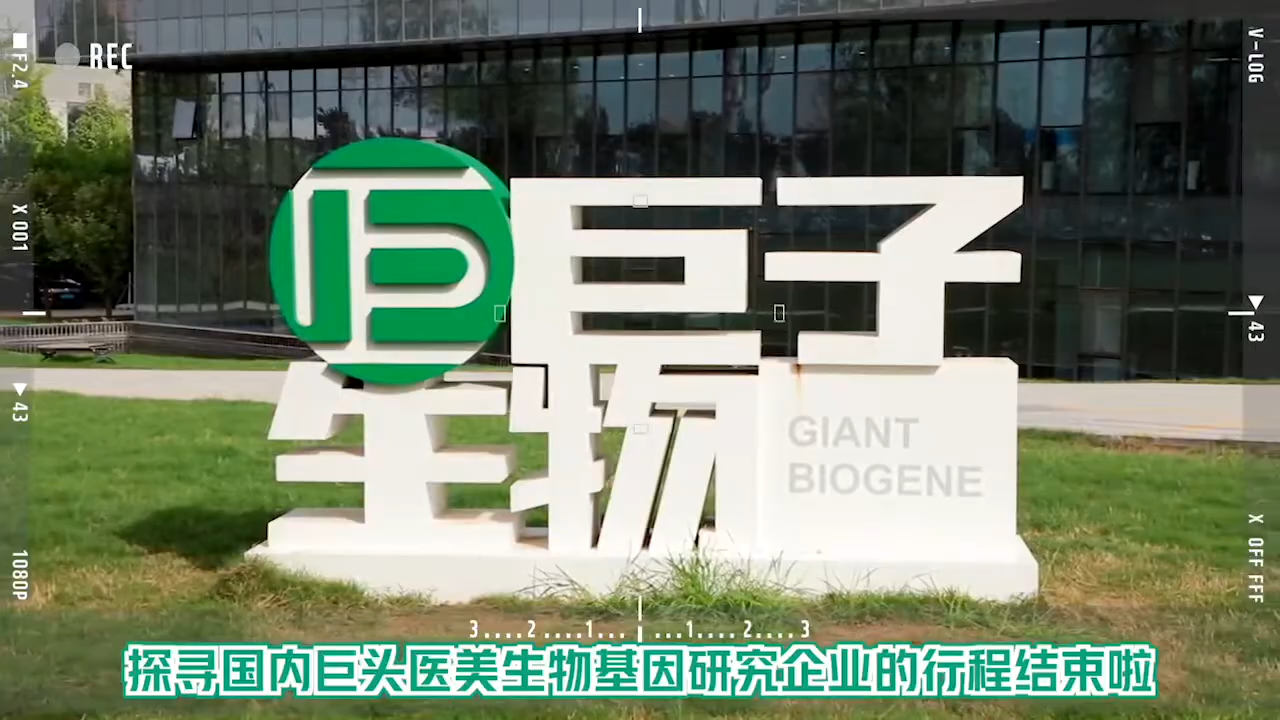 REC
F2.4
V-LOG
X 001
43
43
1080P
X OFF FFF
巨子
生物
GIANT
BIOGENE
3....2....1... ...1....2....3
探寻国内巨头医美生物基因研究企业的行程结束啦